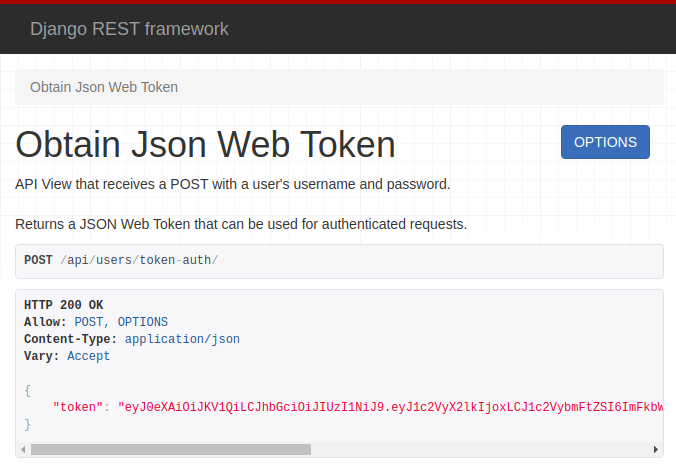 Django REST framework
Obtain Json Web Token
Obtain Json Web Token
OPTIONS
API View that receives a POST with a user's username and password.
Returns a JSON Web Token that can be used for authenticated requests.
POST /api/users/token-auth/
HTTP 200 OK
Allow: POST, OPTIONS
Content-Type: application/json
Vary: Accept
{
"token": "eyJ0eXAiOiJKV1QiLCJhbGciOiJIUzI1NiJ9.eyJ1c2VyX2lkIjoxLCJ1c2VybmFtZSI6ImFkbW
}